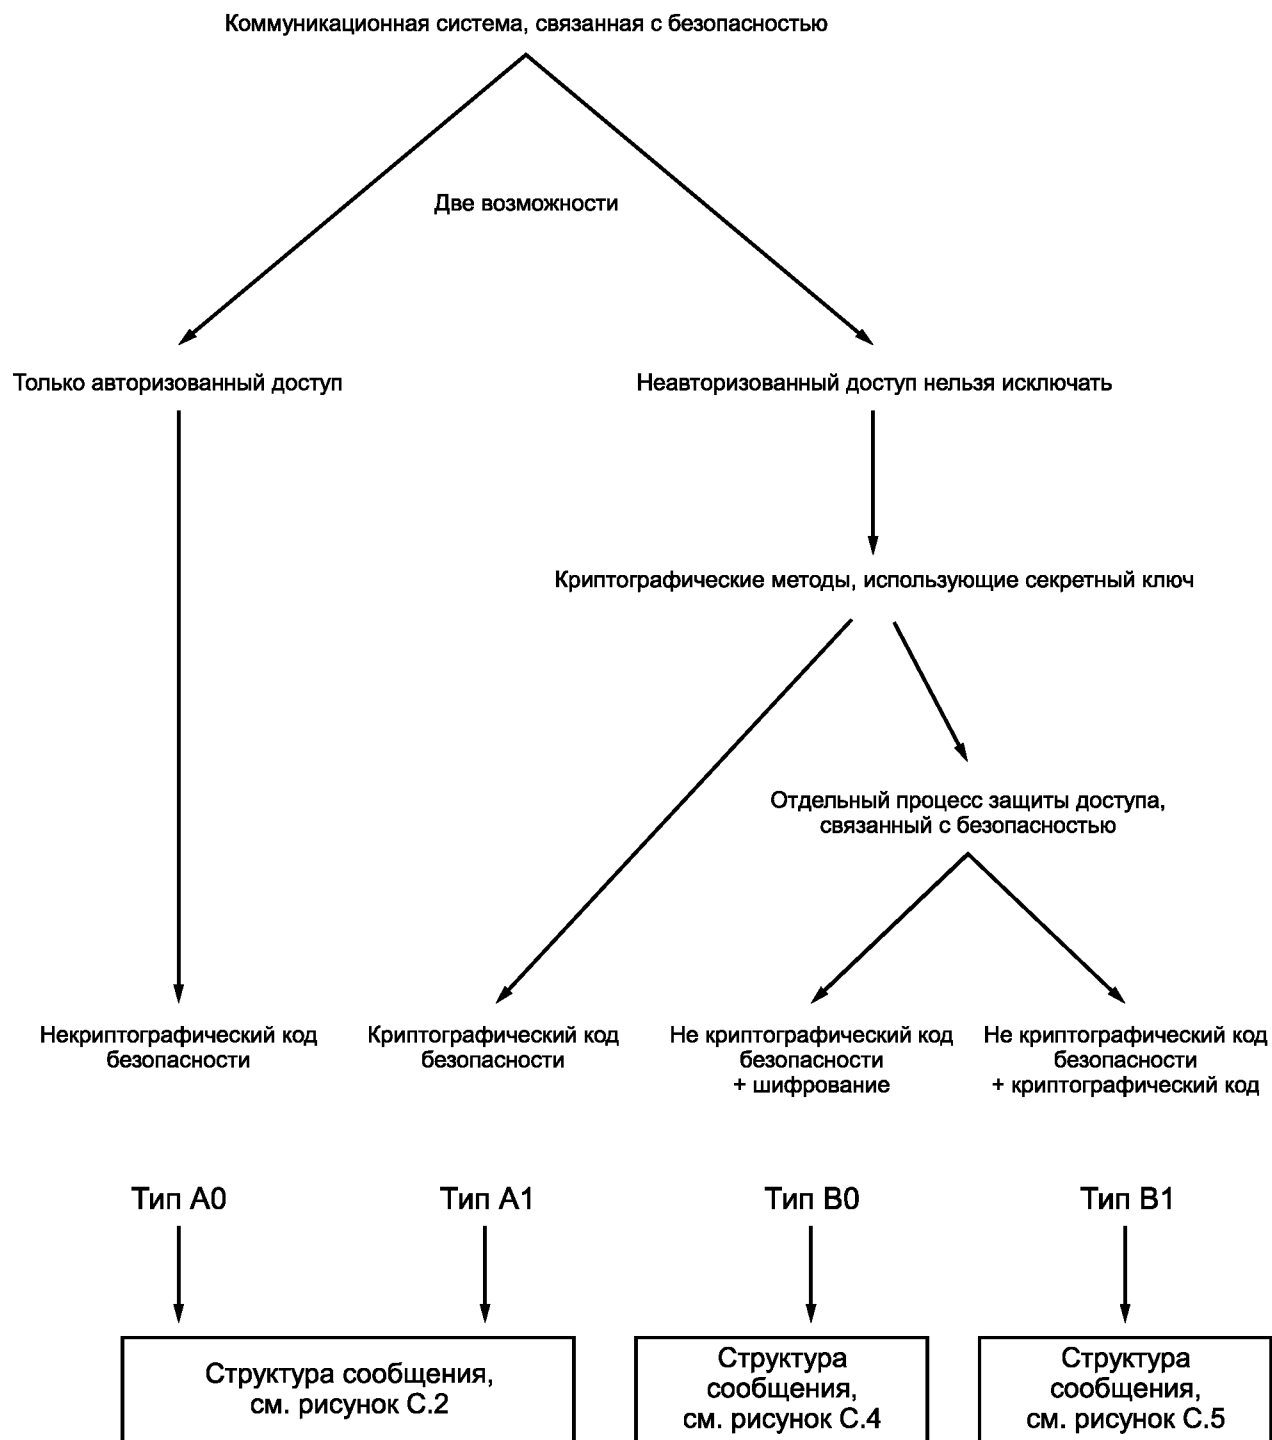 Коммуникационная система, связанная с безопасностью
Две возможности
Только авторизованный доступ
Неавторизованный доступ нельзя исключать
Криптографические методы, использующие секретный ключ
Отдельный процесс защиты доступа,
связанный с безопасностью
Некриптографический код
безопасности
Криптографический код
безопасности
Не криптографический код
безопасности
+ шифрование
Не криптографический код
безопасности
+ криптографический код
Тип А0
Тип А1
Тип В0
Тип В1
Структура сообщения,
см. рисунок С.2
Структура
сообщения,
см. рисунок С.4
Структура
сообщения,
см. рисунок С.5